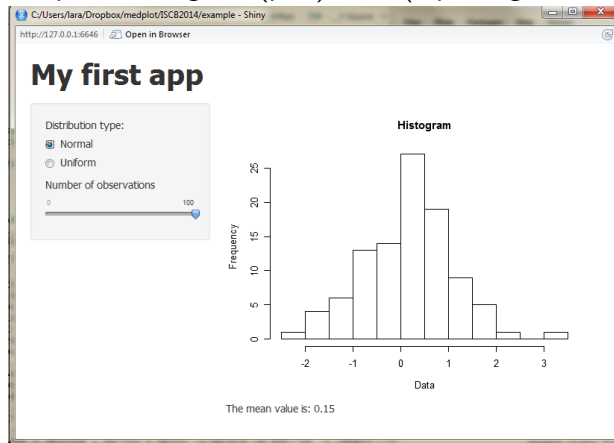 C:/Users/lara/Dropbox/medplot/ISCB2014/example - Shiny
http://127.0.0.1:6646 Open in Browser
My first app
Distribution type:
Normal
Uniform
Number of observations
0 100
Histogram
Frequency
25
20
15
10
5
0
-2 -1 0 1 2 3
Data
The mean value is: 0.15